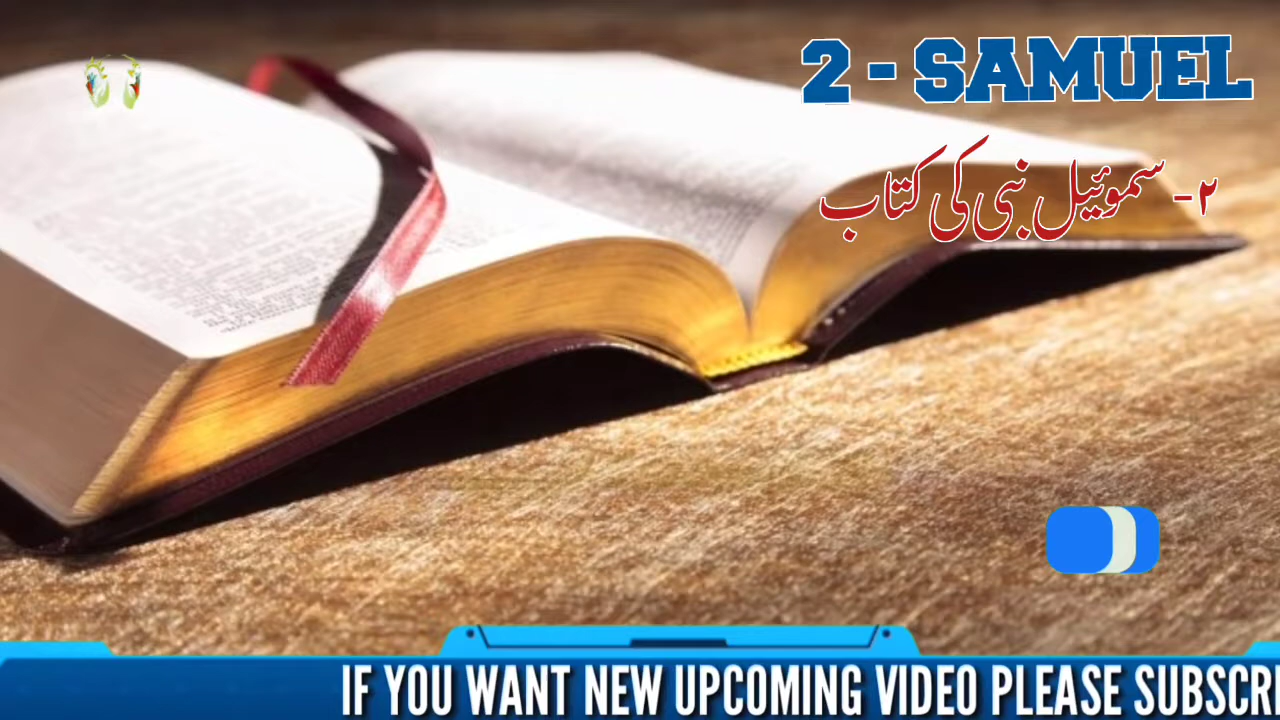 2 - SAMUEL
۲- سموئیل نبی کی کتاب
IF YOU WANT NEW UPCOMING VIDEO PLEASE SUBSCRI